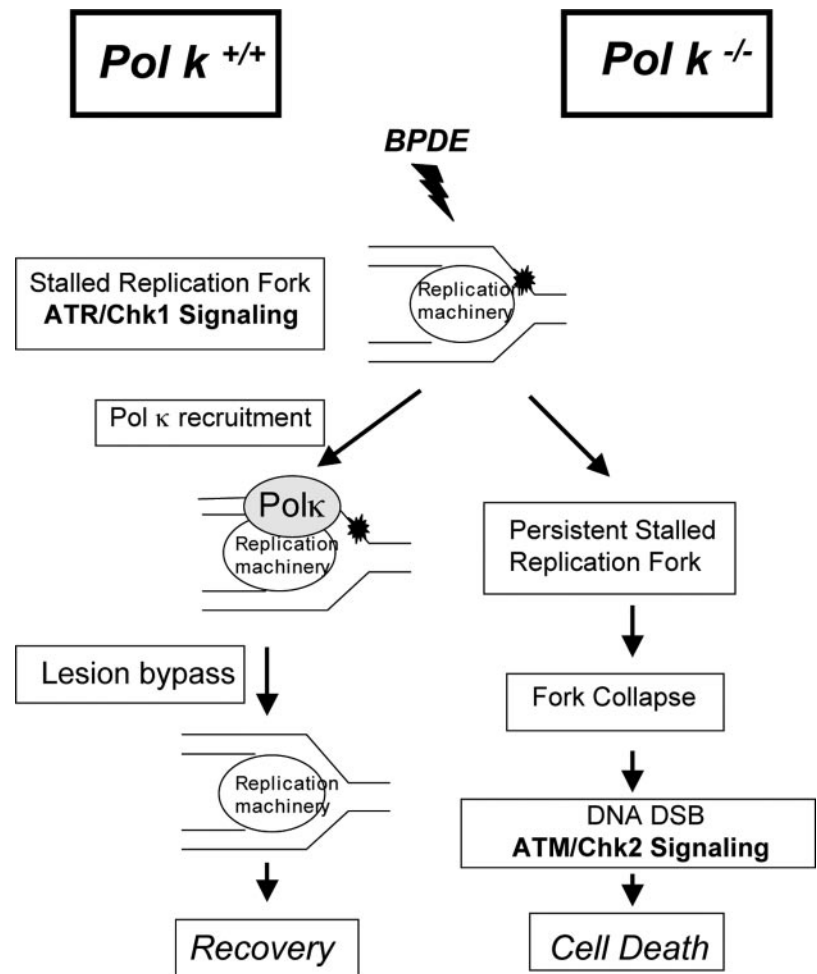 Pol k +/+
Pol k -/-
BPDE
Stalled Replication Fork
ATR/Chk1 Signaling
Replication
machinery
Pol κ recruitment
Polκ
Replication
machinery
Persistent Stalled
Replication Fork
Lesion bypass
Fork Collapse
Replication
machinery
DNA DSB
ATM/Chk2 Signaling
Recovery
Cell Death